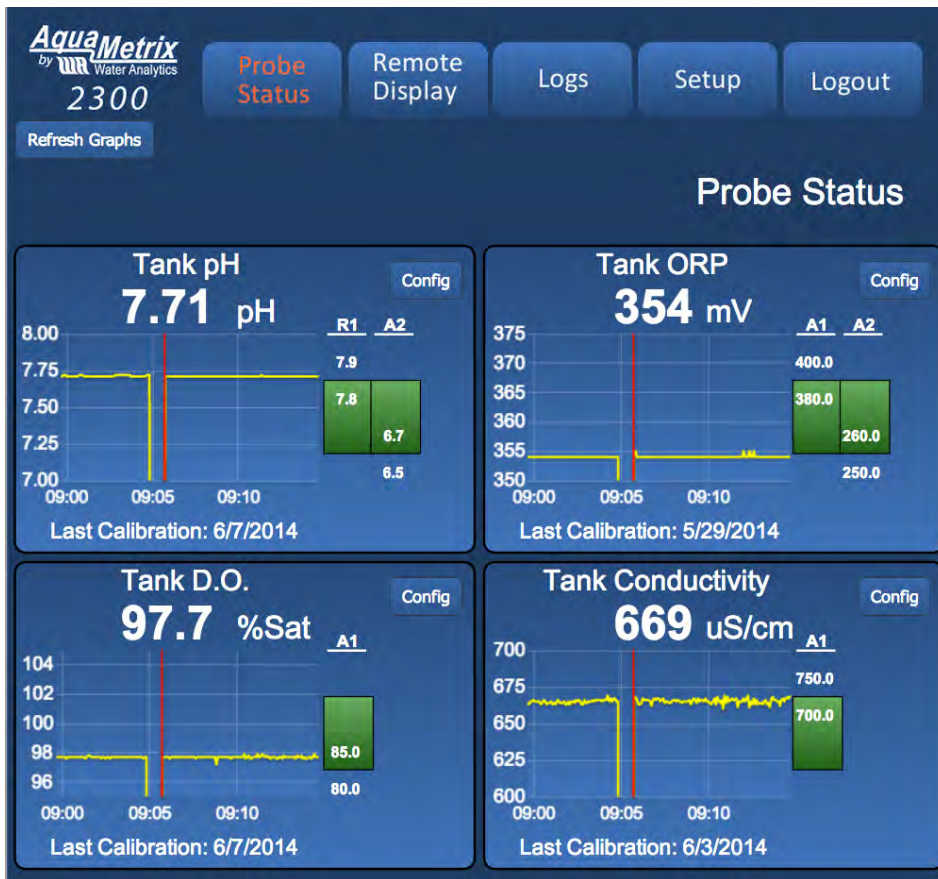 AquaMetrix
by WA Water Analytics
2300
Probe Status
Remote Display
Logs
Setup
Logout
Refresh Graphs
Probe Status
Tank pH
Config
7.71 pH
R1 A2
8.00
7.9
7.75
7.8
7.50
6.7
7.25
6.5
7.00
09:00 09:05 09:10
Last Calibration: 6/7/2014
Tank ORP
Config
354 mV
A1 A2
375
400.0
370
365
380.0
360
260.0
355
250.0
350
09:00 09:05 09:10
Last Calibration: 5/29/2014
Tank D.O.
Config
97.7 %Sat
A1
104
102
100
98
85.0
96
80.0
09:00 09:05 09:10
Last Calibration: 6/7/2014
Tank Conductivity
Config
669 uS/cm
A1
700
750.0
675
700.0
650
625
600
09:00 09:05 09:10
Last Calibration: 6/3/2014